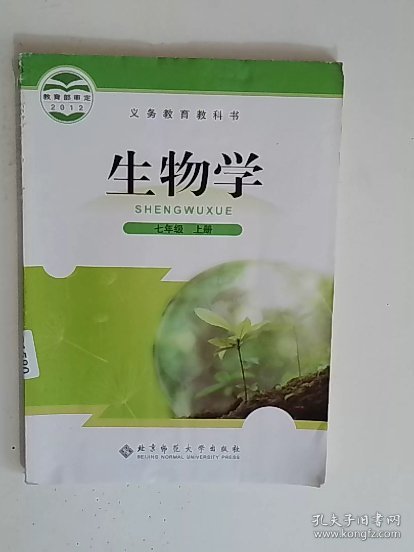 教育部审定
2012
义务教育教科书
生物学
SHENGWUXUE
七年级 上册
北京师范大学出版社
BEIJING NORMAL UNIVERSITY PRESS
孔夫子旧书网
kongfz.com